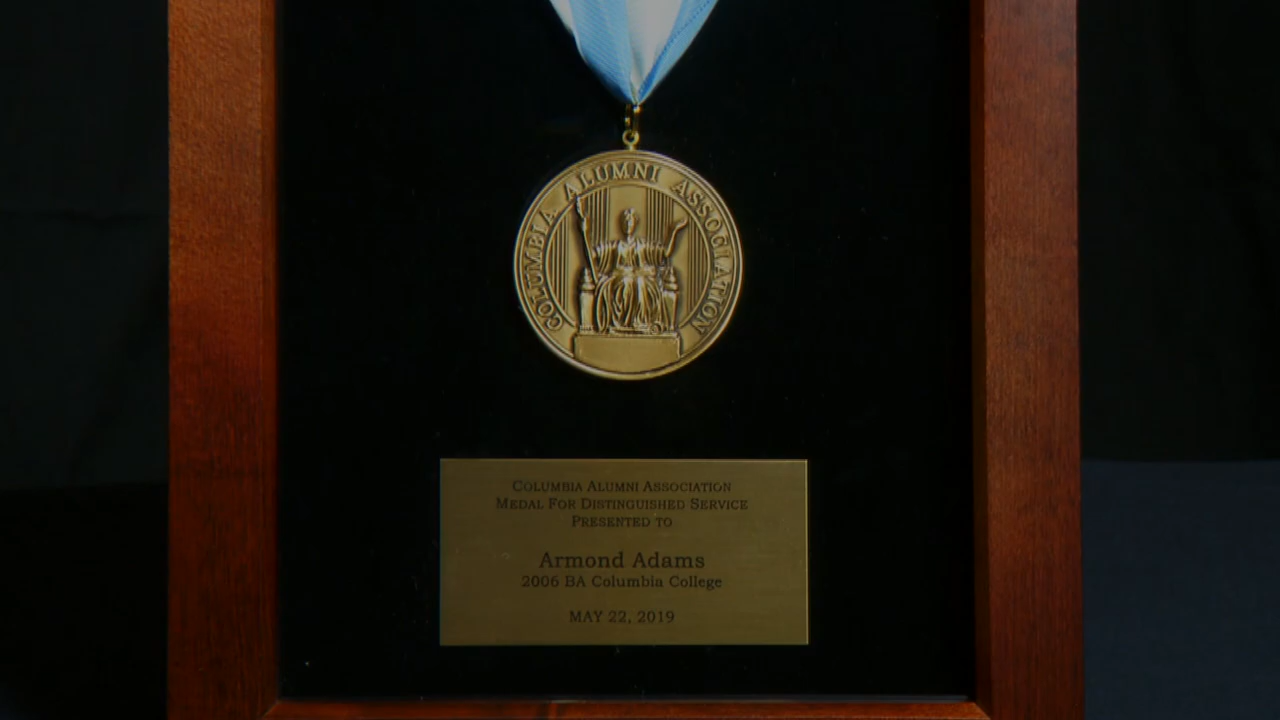 COLUMBIA ALUMNI ASSOCIATION
COLUMBIA ALUMNI ASSOCIATION
MEDAL FOR DISTINGUISHED SERVICE
PRESENTED TO
Armond Adams
2006 BA Columbia College
MAY 22, 2019